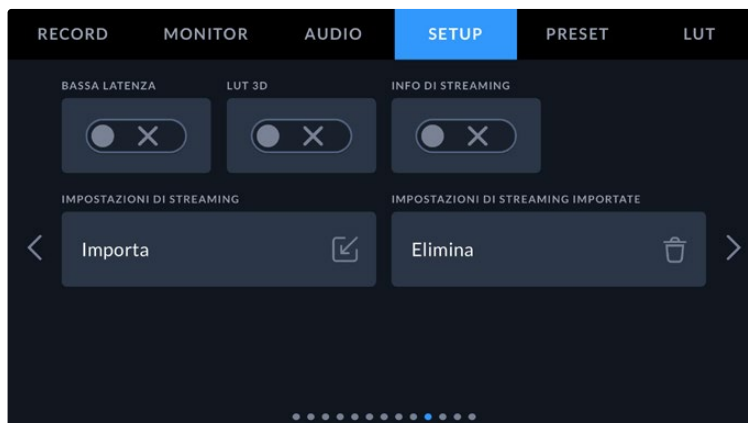 RECORD MONITOR AUDIO SETUP PRESET LUT
BASSA LATENZA LUT 3D INFO DI STREAMING
IMPOSTAZIONI DI STREAMING IMPOSTAZIONI DI STREAMING IMPORTATE
Importa Elimina